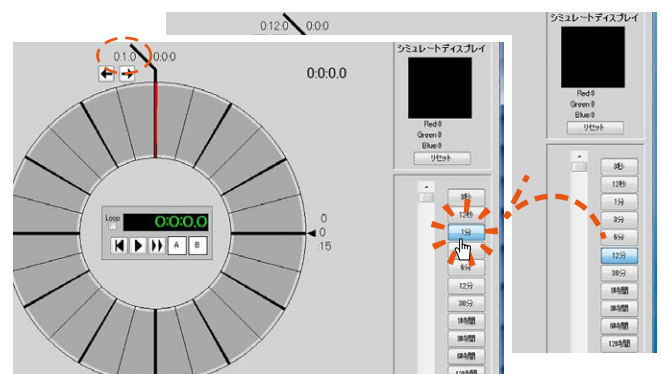 0:12.0 0:0:0
シミュレートディスプレイ
Red:0
Green:0
Blue:0
リセット
3秒
12秒
1分
3分
6分
12分
30分
1時間
3時間
6時間
12時間
0:1.0 0:0:0
0:0:0.0
シミュレートディスプレイ
Red:0
Green:0
Blue:0
リセット
3秒
12秒
1分
6分
12分
30分
1時間
3時間
6時間
12時間
Loop
0:0:0.0
A B
0
0
:15